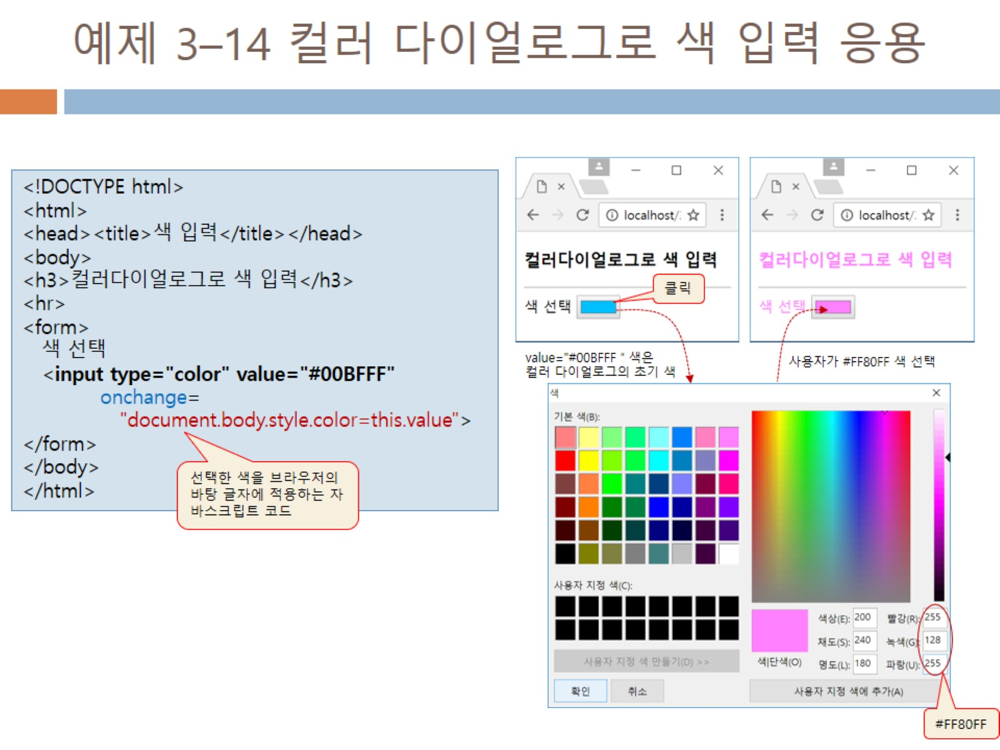 예제 3–14 컬러 다이얼로그로 색 입력 응용
<!DOCTYPE html>
<html>
<head><title>색 입력</title></head>
<body>
<h3>컬러다이얼로그로 색 입력</h3>
<hr>
<form>
색 선택
<input type="color" value="#00BFFF"
onchange=
"document.body.style.color=this.value">
</form>
</body>
</html>
선택한 색을 브라우저의
바탕 글자에 적용하는 자
바스크립트 코드
localhost/
컬러다이얼로그로 색 입력
클릭
색 선택
value="#00BFFF " 색은
컬러 다이얼로그의 초기 색
localhost/
컬러다이얼로그로 색 입력
색 선택
사용자가 #FF80FF 색 선택
색
기본 색(B):
사용자 지정 색(C):
사용자 지정 색 만들기(D) >>
확인 취소
색|단색(O)
색상(E): 200 빨강(R): 255
채도(S): 240 녹색(G): 128
명도(L): 180 파랑(U): 255
사용자 지정 색에 추가(A)
#FF80FF